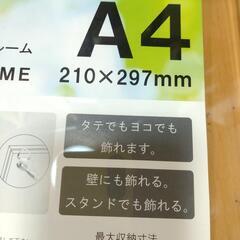 A4
ーム
ME
210×297mm
タテでもヨコでも
飾れます。
壁にも飾れる。
スタンドでも飾れる。
最大収納寸法